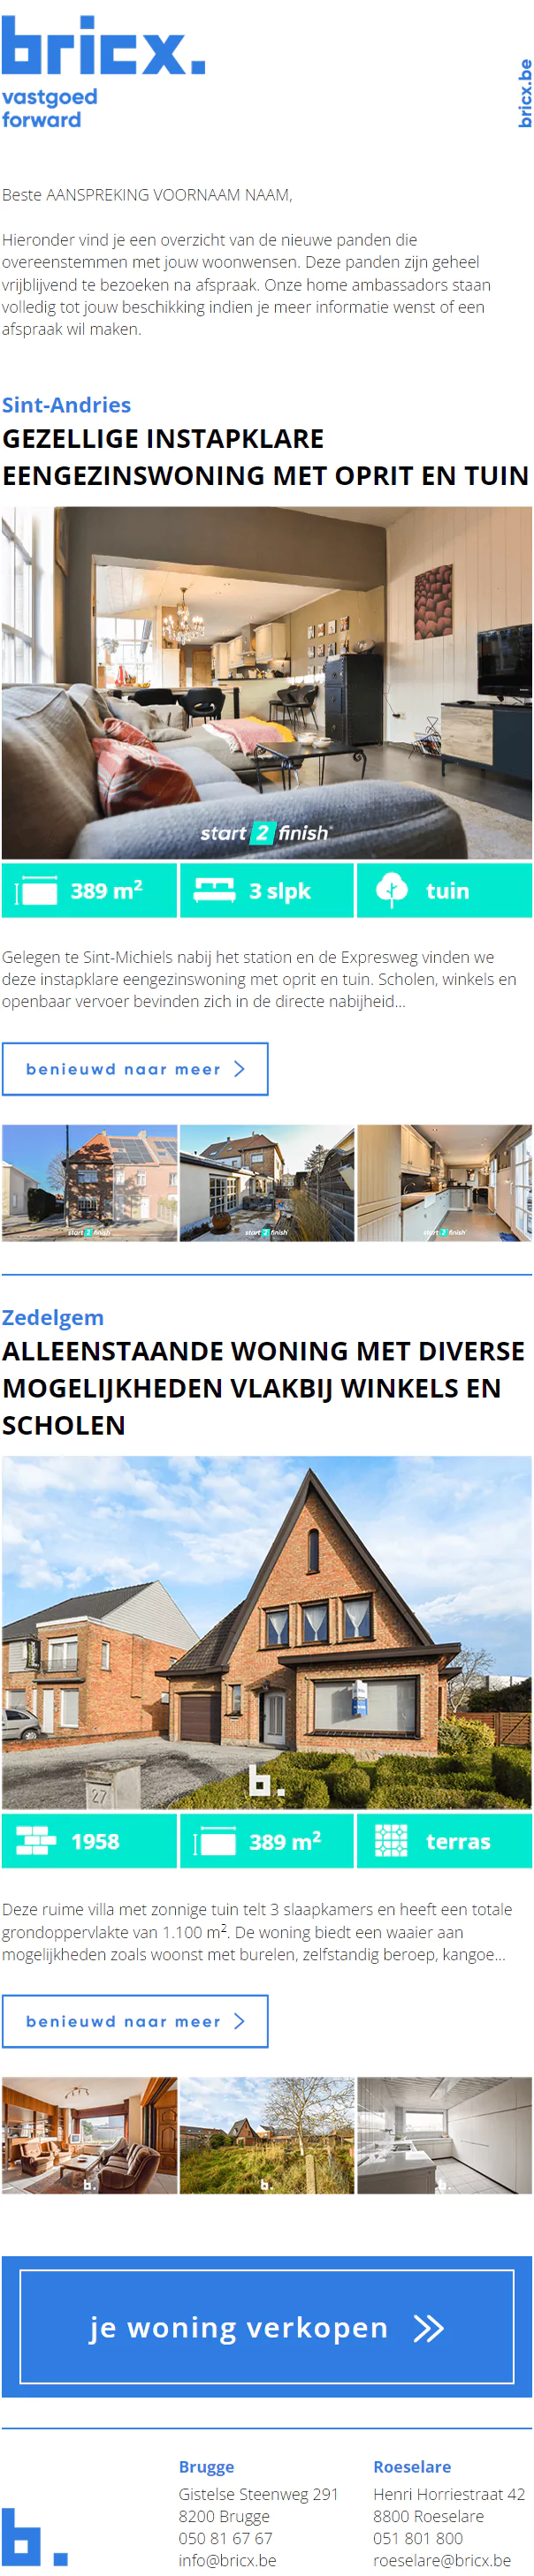 bricx.
vastgoed
forward
bricx.be
Beste AANSPREKING VOORNAAM NAAM,
Hieronder vind je een overzicht van de nieuwe panden die
overeenstemmen met jouw woonwensen. Deze panden zijn geheel
vrijblijvend te bezoeken na afspraak. Onze home ambassadors staan
volledig tot jouw beschikking indien je meer informatie wenst of een
afspraak wil maken.
Sint-Andries
GEZELLIGE INSTAPKLARE
EENGEZINSWONING MET OPRIT EN TUIN
start 2 finish
389 m²
3 slpk
tuin
Gelegen te Sint-Michiels nabij het station en de Expresweg vinden we
deze instapklare eengezinswoning met oprit en tuin. Scholen, winkels en
openbaar vervoer bevinden zich in de directe nabijheid...
benieuwd naar meer
start 2 finish
start 2 finish
start 2 finish
Zedelgem
ALLEENSTAANDE WONING MET DIVERSE
MOGELIJKHEDEN VLAKBIJ WINKELS EN
SCHOLEN
27
b.
1958
389 m²
terras
Deze ruime villa met zonnige tuin telt 3 slaapkamers en heeft een totale
grondoppervlakte van 1.100 m². De woning biedt een waaier aan
mogelijkheden zoals woonst met burelen, zelfstandig beroep, kangoe...
benieuwd naar meer
b.
b.
b.
je woning verkopen
b.
Brugge
Gistelse Steenweg 291
8200 Brugge
050 81 67 67
info@bricx.be
Roeselare
Henri Horriestraat 42
8800 Roeselare
051 801 800
roeselare@bricx.be